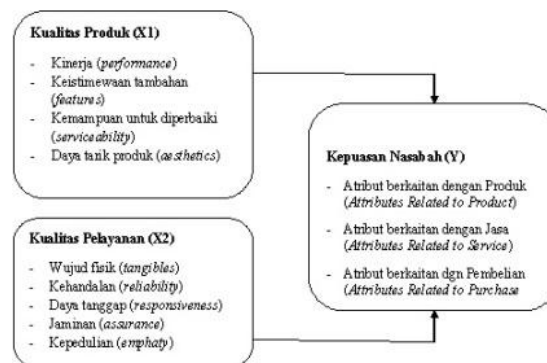 Kualitas Produk (X1)
- Kinerja (performance)
- Keistimewaan tambahan
(features)
- Kemampuan untuk diperbaiki
(serviceability)
- Daya tarik produk (aesthetics)
Kualitas Pelayanan (X2)
- Wujud fisik (tangibles)
- Kehandalan (reliability)
- Daya tanggap (responsiveness)
- Jaminan (assurance)
- Kepedulian (emphaty)
Kepuasan Nasabah (Y)
- Atribut berkaitan dengan Produk
(Attributes Related to Product)
- Atribut berkaitan dengan Jasa
(Attributes Related to Service)
- Atribut berkaitan dgn Pembelian
(Attributes Related to Purchase